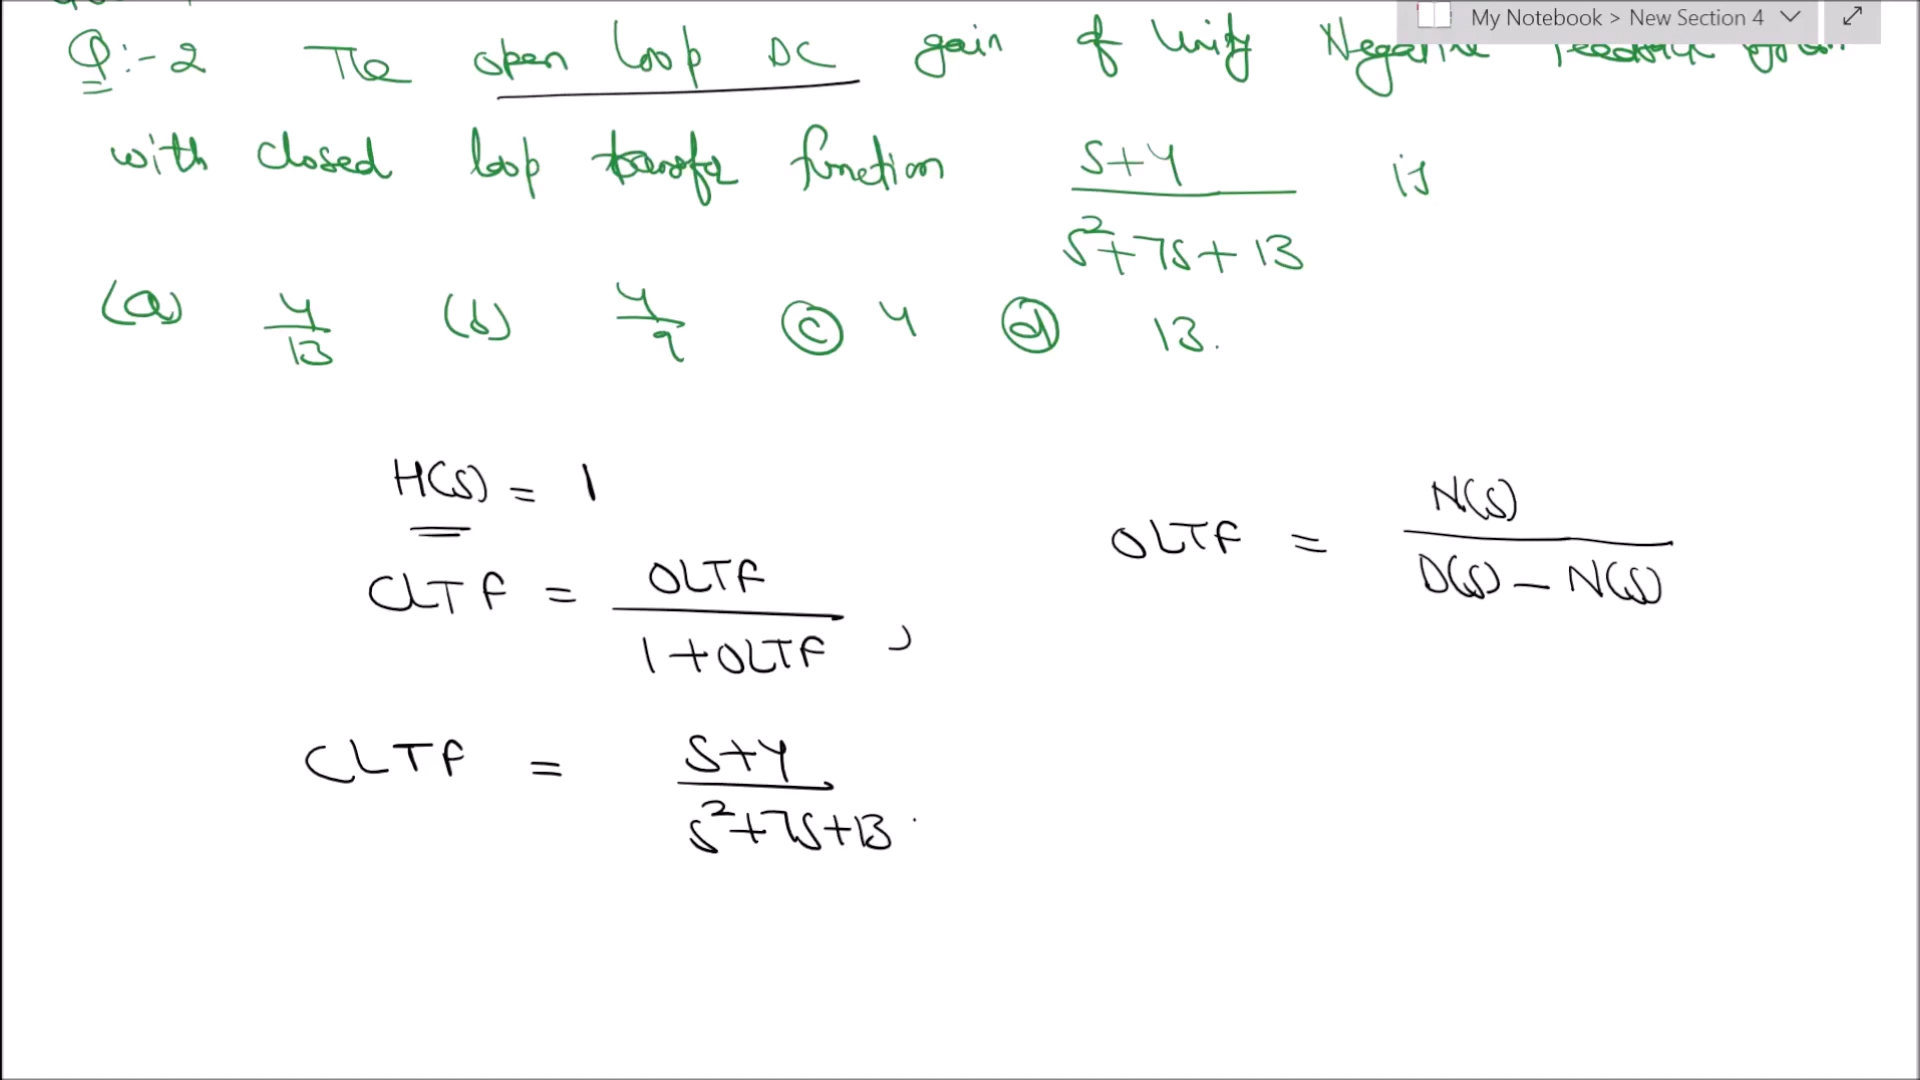 My Notebook > New Section 4
Q:- 2 The open loop DC gain of Unity Negative feedback
with closed loop transfer function s+4 / s²+7s+13 is
(a) 4/13 (b) 4/9 (c) 4 (d) 13.
H(s) = 1
CLTF = OLTF / 1+OLTF ,
OLTF = N(s) / D(s) - N(s)
CLTF = s+4 / s²+7s+13 .